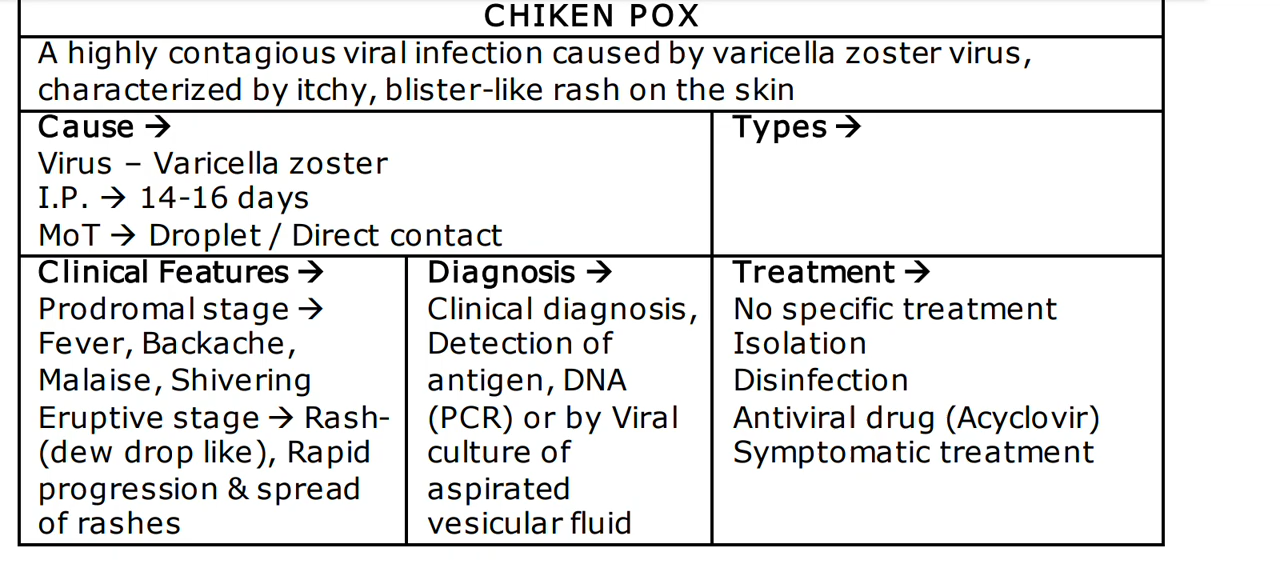 CHIKEN POX
A highly contagious viral infection caused by varicella zoster virus,
characterized by itchy, blister-like rash on the skin
Cause →
Virus – Varicella zoster
I.P. → 14-16 days
MoT → Droplet / Direct contact
Types →
Clinical Features →
Prodromal stage →
Fever, Backache,
Malaise, Shivering
Eruptive stage → Rash-
(dew drop like), Rapid
progression & spread
of rashes
Diagnosis →
Clinical diagnosis,
Detection of
antigen, DNA
(PCR) or by Viral
culture of
aspirated
vesicular fluid
Treatment →
No specific treatment
Isolation
Disinfection
Antiviral drug (Acyclovir)
Symptomatic treatment